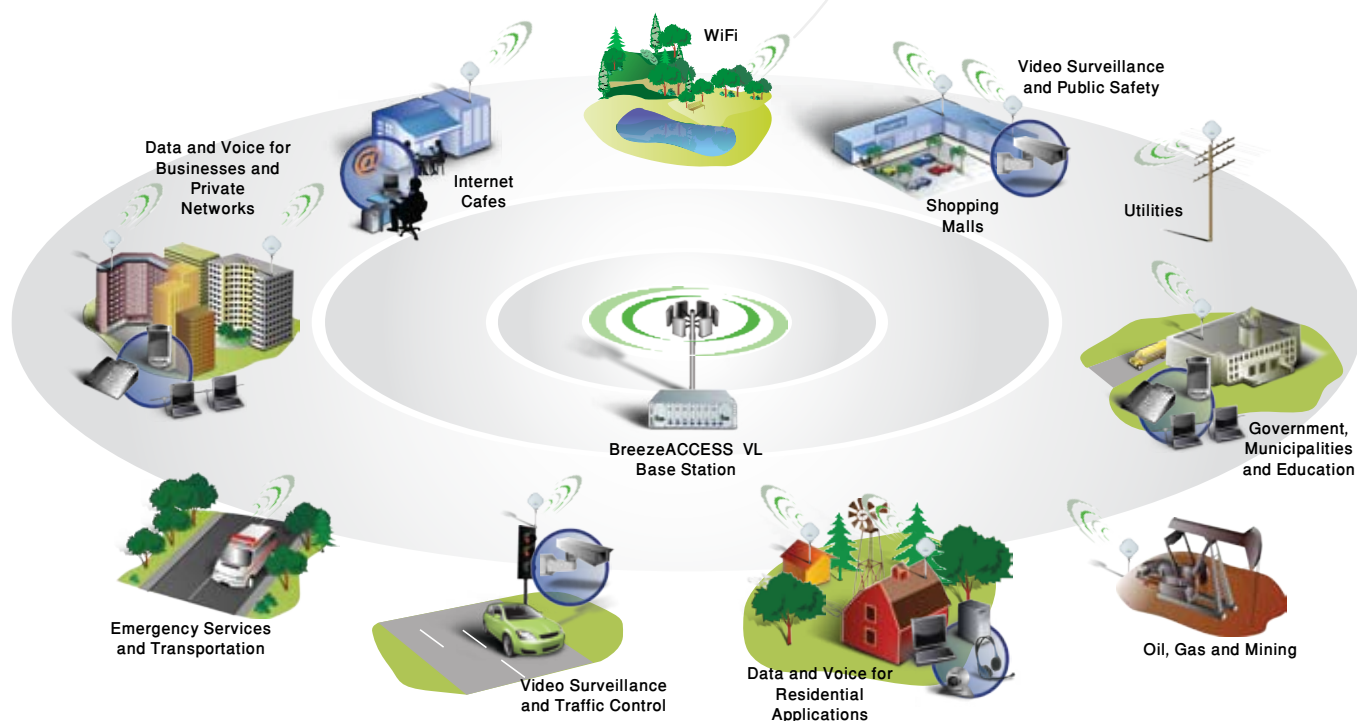 WiFi
Video Surveillance
and Public Safety
Data and Voice for
Businesses and
Private
Networks
Internet
Cafes
Shopping
Malls
Utilities
BreezeACCESS VL
Base Station
Government,
Municipalities
and Education
Emergency Services
and Transportation
Video Surveillance
and Traffic Control
Data and Voice for
Residential
Applications
Oil, Gas and Mining
@